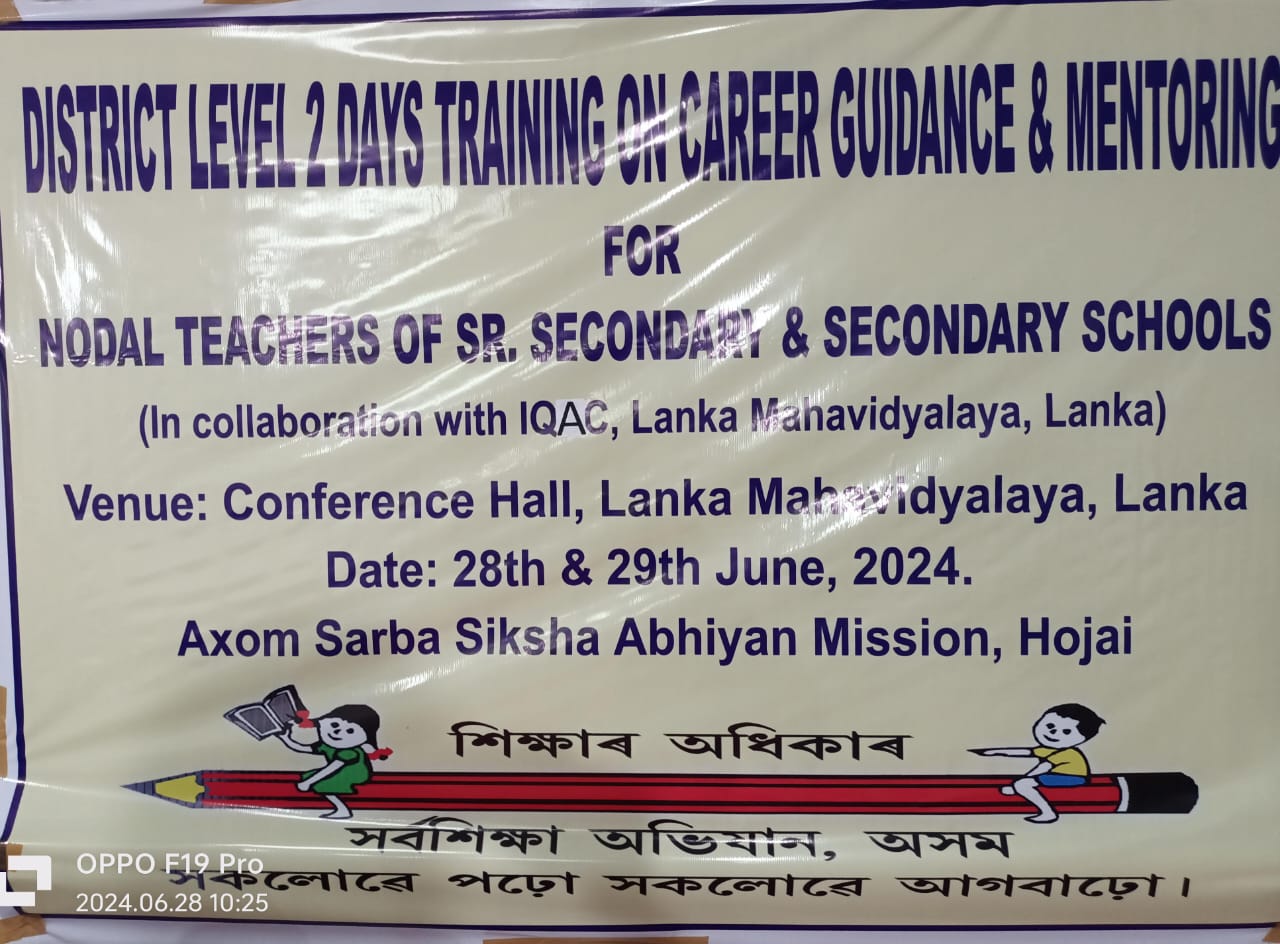 DISTRICT LEVEL 2 DAYS TRAINING ON CAREER GUIDANCE & MENTORING
FOR
NODAL TEACHERS OF SR. SECONDARY & SECONDARY SCHOOLS
(In collaboration with IQAC, Lanka Mahavidyalaya, Lanka)
Venue: Conference Hall, Lanka Mahavidyalaya, Lanka
Date: 28th & 29th June, 2024.
Axom Sarba Siksha Abhiyan Mission, Hojai
শিক্ষাৰ অধিকাৰ
সৰ্বশিক্ষা অভিযান, অসম
সকলোৱে পঢ়ো সকলোৱে আগবাঢ়ো।
OPPO F19 Pro
2024.06.28 10:25